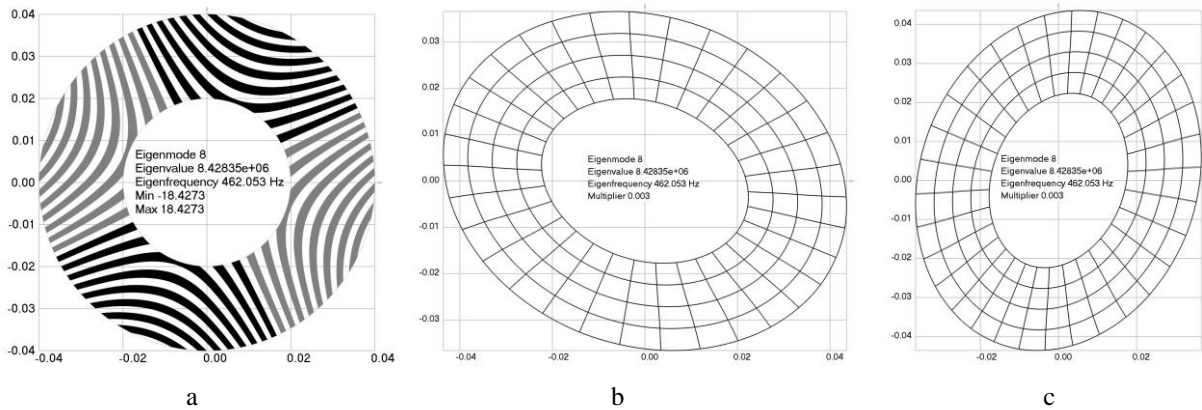 0.04
0.03
0.02
0.01
0.00
-0.01
-0.02
-0.03
-0.04
-0.04
-0.02
0.00
0.02
0.04
Eigenmode 8
Eigenvalue 8.42835e+06
Eigenfrequency 462.053 Hz
Min -18.4273
Max 18.4273
a
0.03
0.02
0.01
0.00
-0.01
-0.02
-0.03
-0.04
-0.02
0.00
0.02
0.04
Eigenmode 8
Eigenvalue 8.42835e+06
Eigenfrequency 462.053 Hz
Multiplier 0.003
b
0.04
0.03
0.02
0.01
0.00
-0.01
-0.02
-0.03
-0.04
-0.02
0.00
0.02
Eigenmode 8
Eigenvalue 8.42835e+06
Eigenfrequency 462.053 Hz
Multiplier 0.003
c